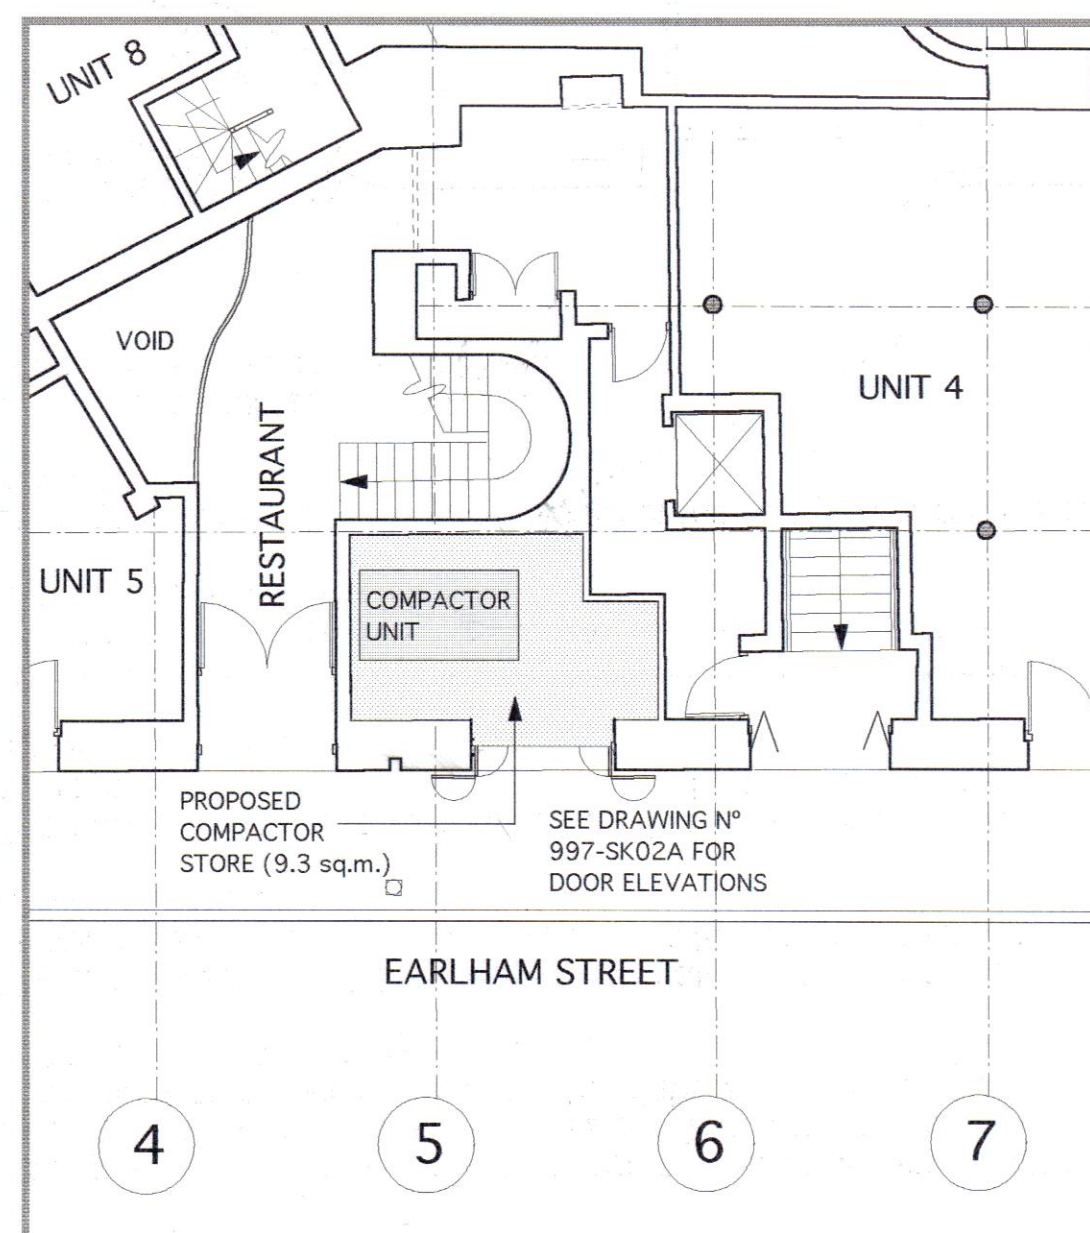 UNIT 8
VOID
UNIT 4
RESTAURANT
UNIT 5
COMPACTOR
UNIT
PROPOSED
COMPACTOR
STORE (9.3 sq.m.)
SEE DRAWING Nº
997-SK02A FOR
DOOR ELEVATIONS
EARLHAM STREET
4
5
6
7